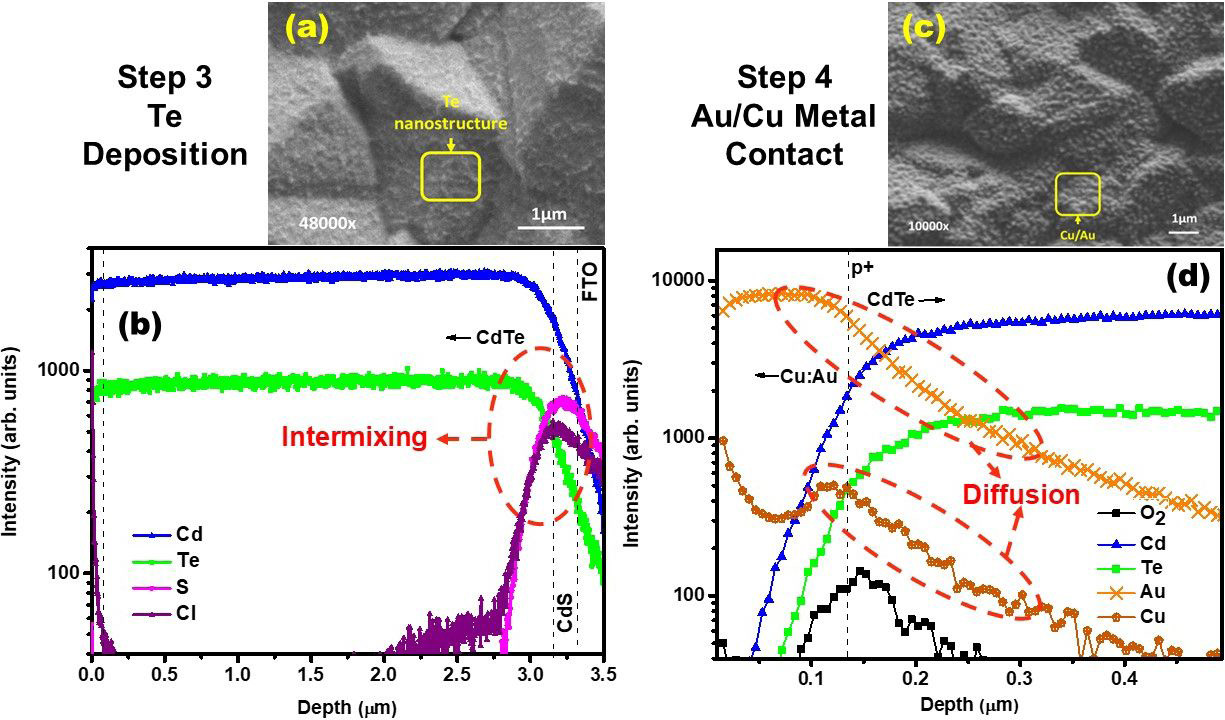 Step 3
Te
Deposition
(a)
Te
nanostructure
48000x
1µm
Step 4
Au/Cu Metal
Contact
(c)
10000x
Cu/Au
1µm
(b)
FTO
CdTe
Intermixing
CdS
Cd
Te
S
Cl
Intensity (arb. units)
1000
100
0.0 0.5 1.0 1.5 2.0 2.5 3.0 3.5
Depth (µm)
(d)
p+
CdTe
Cu:Au
Diffusion
O2
Cd
Te
Au
Cu
Intensity (arb. units)
10000
1000
100
0.1 0.2 0.3 0.4
Depth (µm)